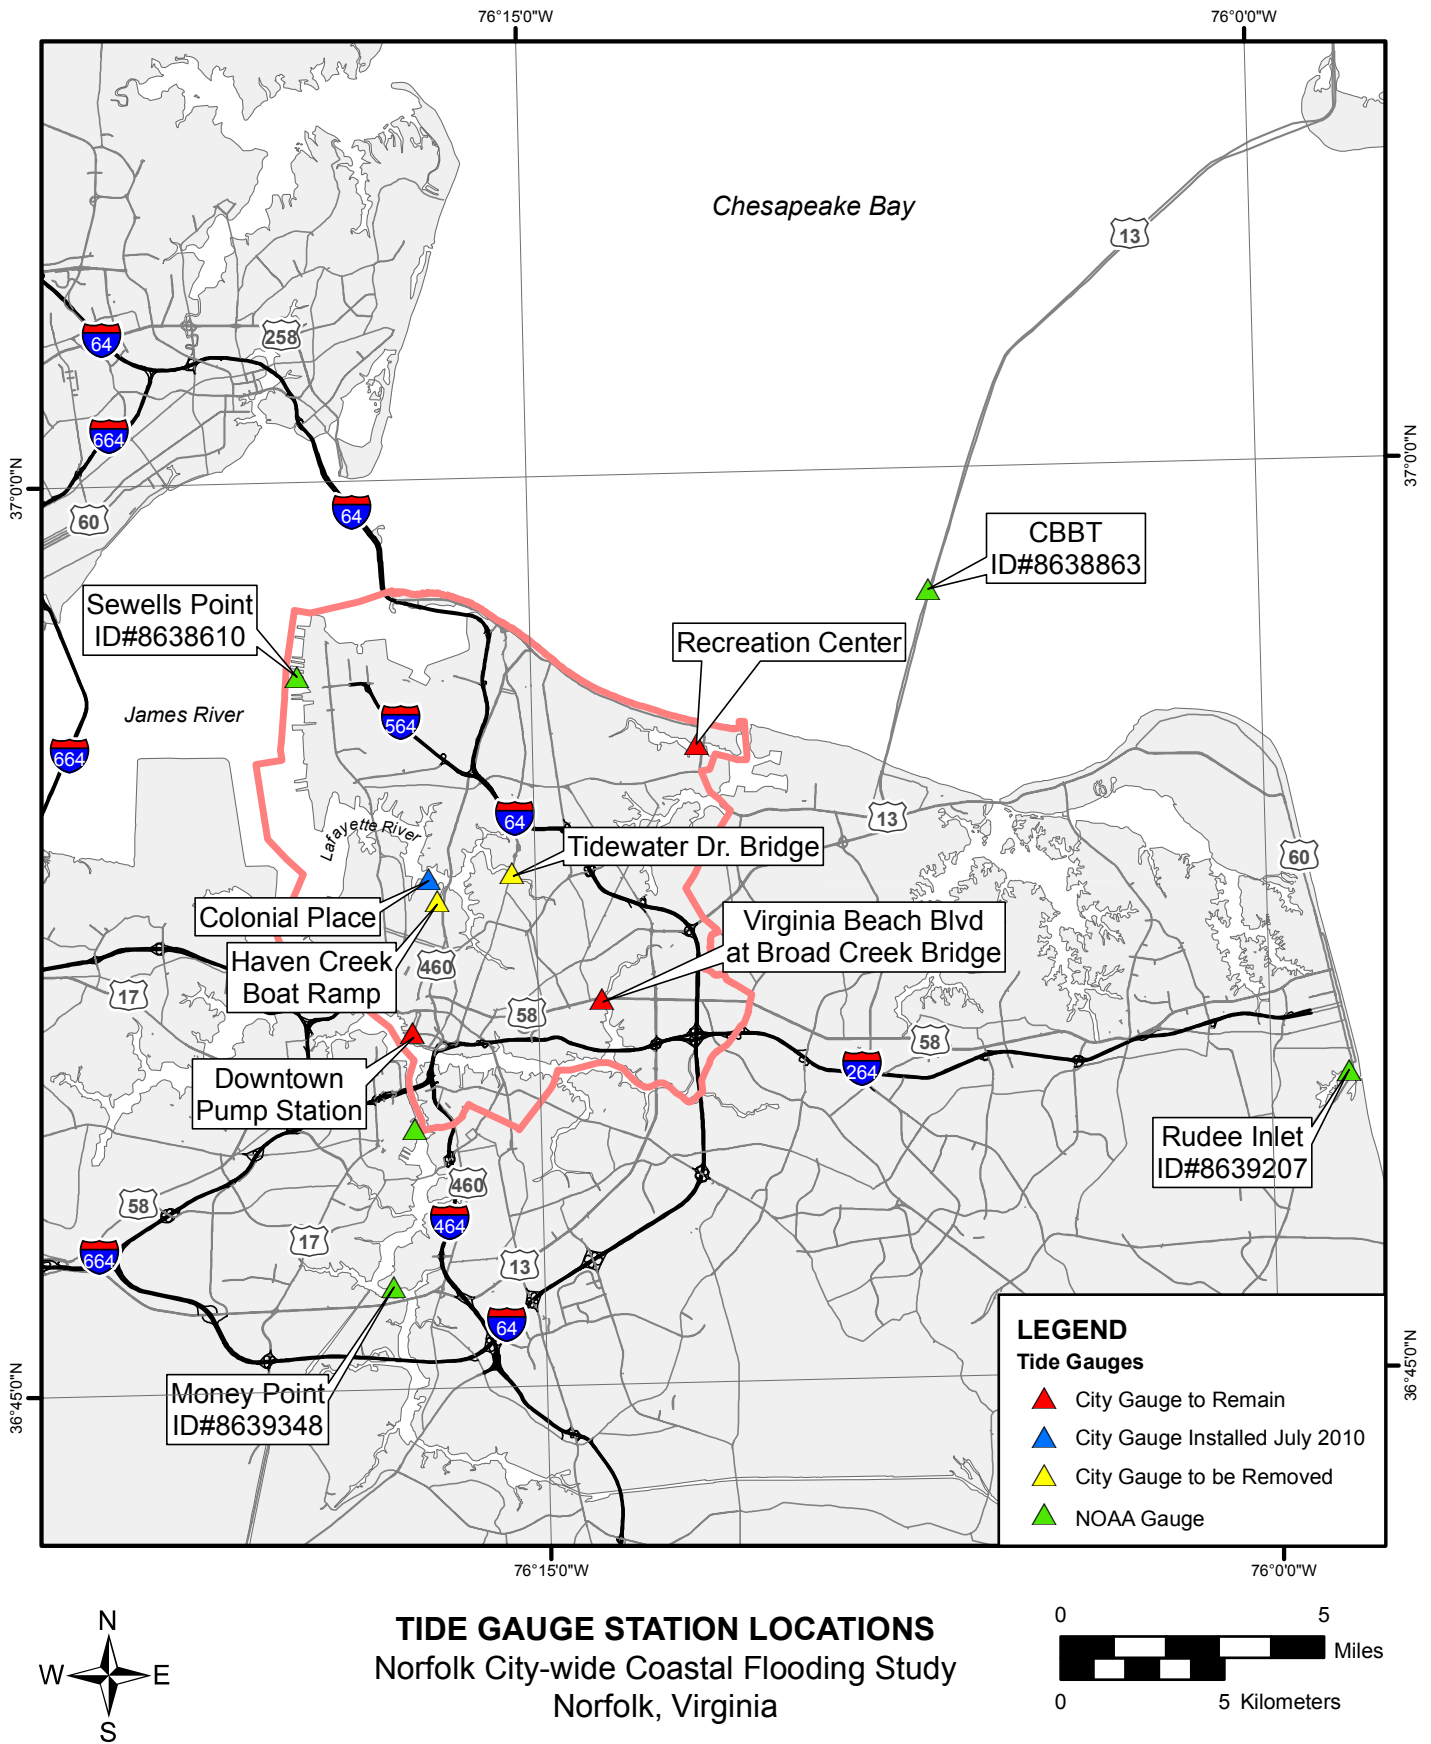 76°15'0"W
76°0'0"W
Chesapeake Bay
13
64
258
664
37°0'0"N
37°0'0"N
64
60
CBBT
ID#8638863
Sewells Point
ID#8638610
Recreation Center
James River
564
664
64
13
Lafayette River
Tidewater Dr. Bridge
60
Colonial Place
Virginia Beach Blvd
at Broad Creek Bridge
Haven Creek
Boat Ramp
460
17
58
58
264
Downtown
Pump Station
Rudee Inlet
ID#8639207
460
58
464
17
664
13
64
Money Point
ID#8639348
36°45'0"N
36°45'0"N
LEGEND
Tide Gauges
City Gauge to Remain
City Gauge Installed July 2010
City Gauge to be Removed
NOAA Gauge
76°15'0"W
76°0'0"W
N
W E
S
TIDE GAUGE STATION LOCATIONS
Norfolk City-wide Coastal Flooding Study
Norfolk, Virginia
0 5
Miles
0 5 Kilometers